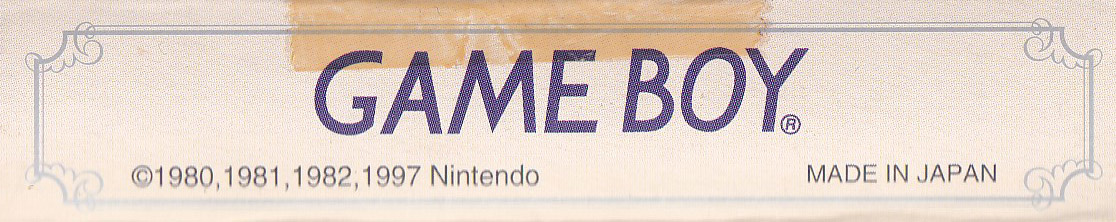 GAME BOY®
©1980,1981,1982,1997 Nintendo
MADE IN JAPAN